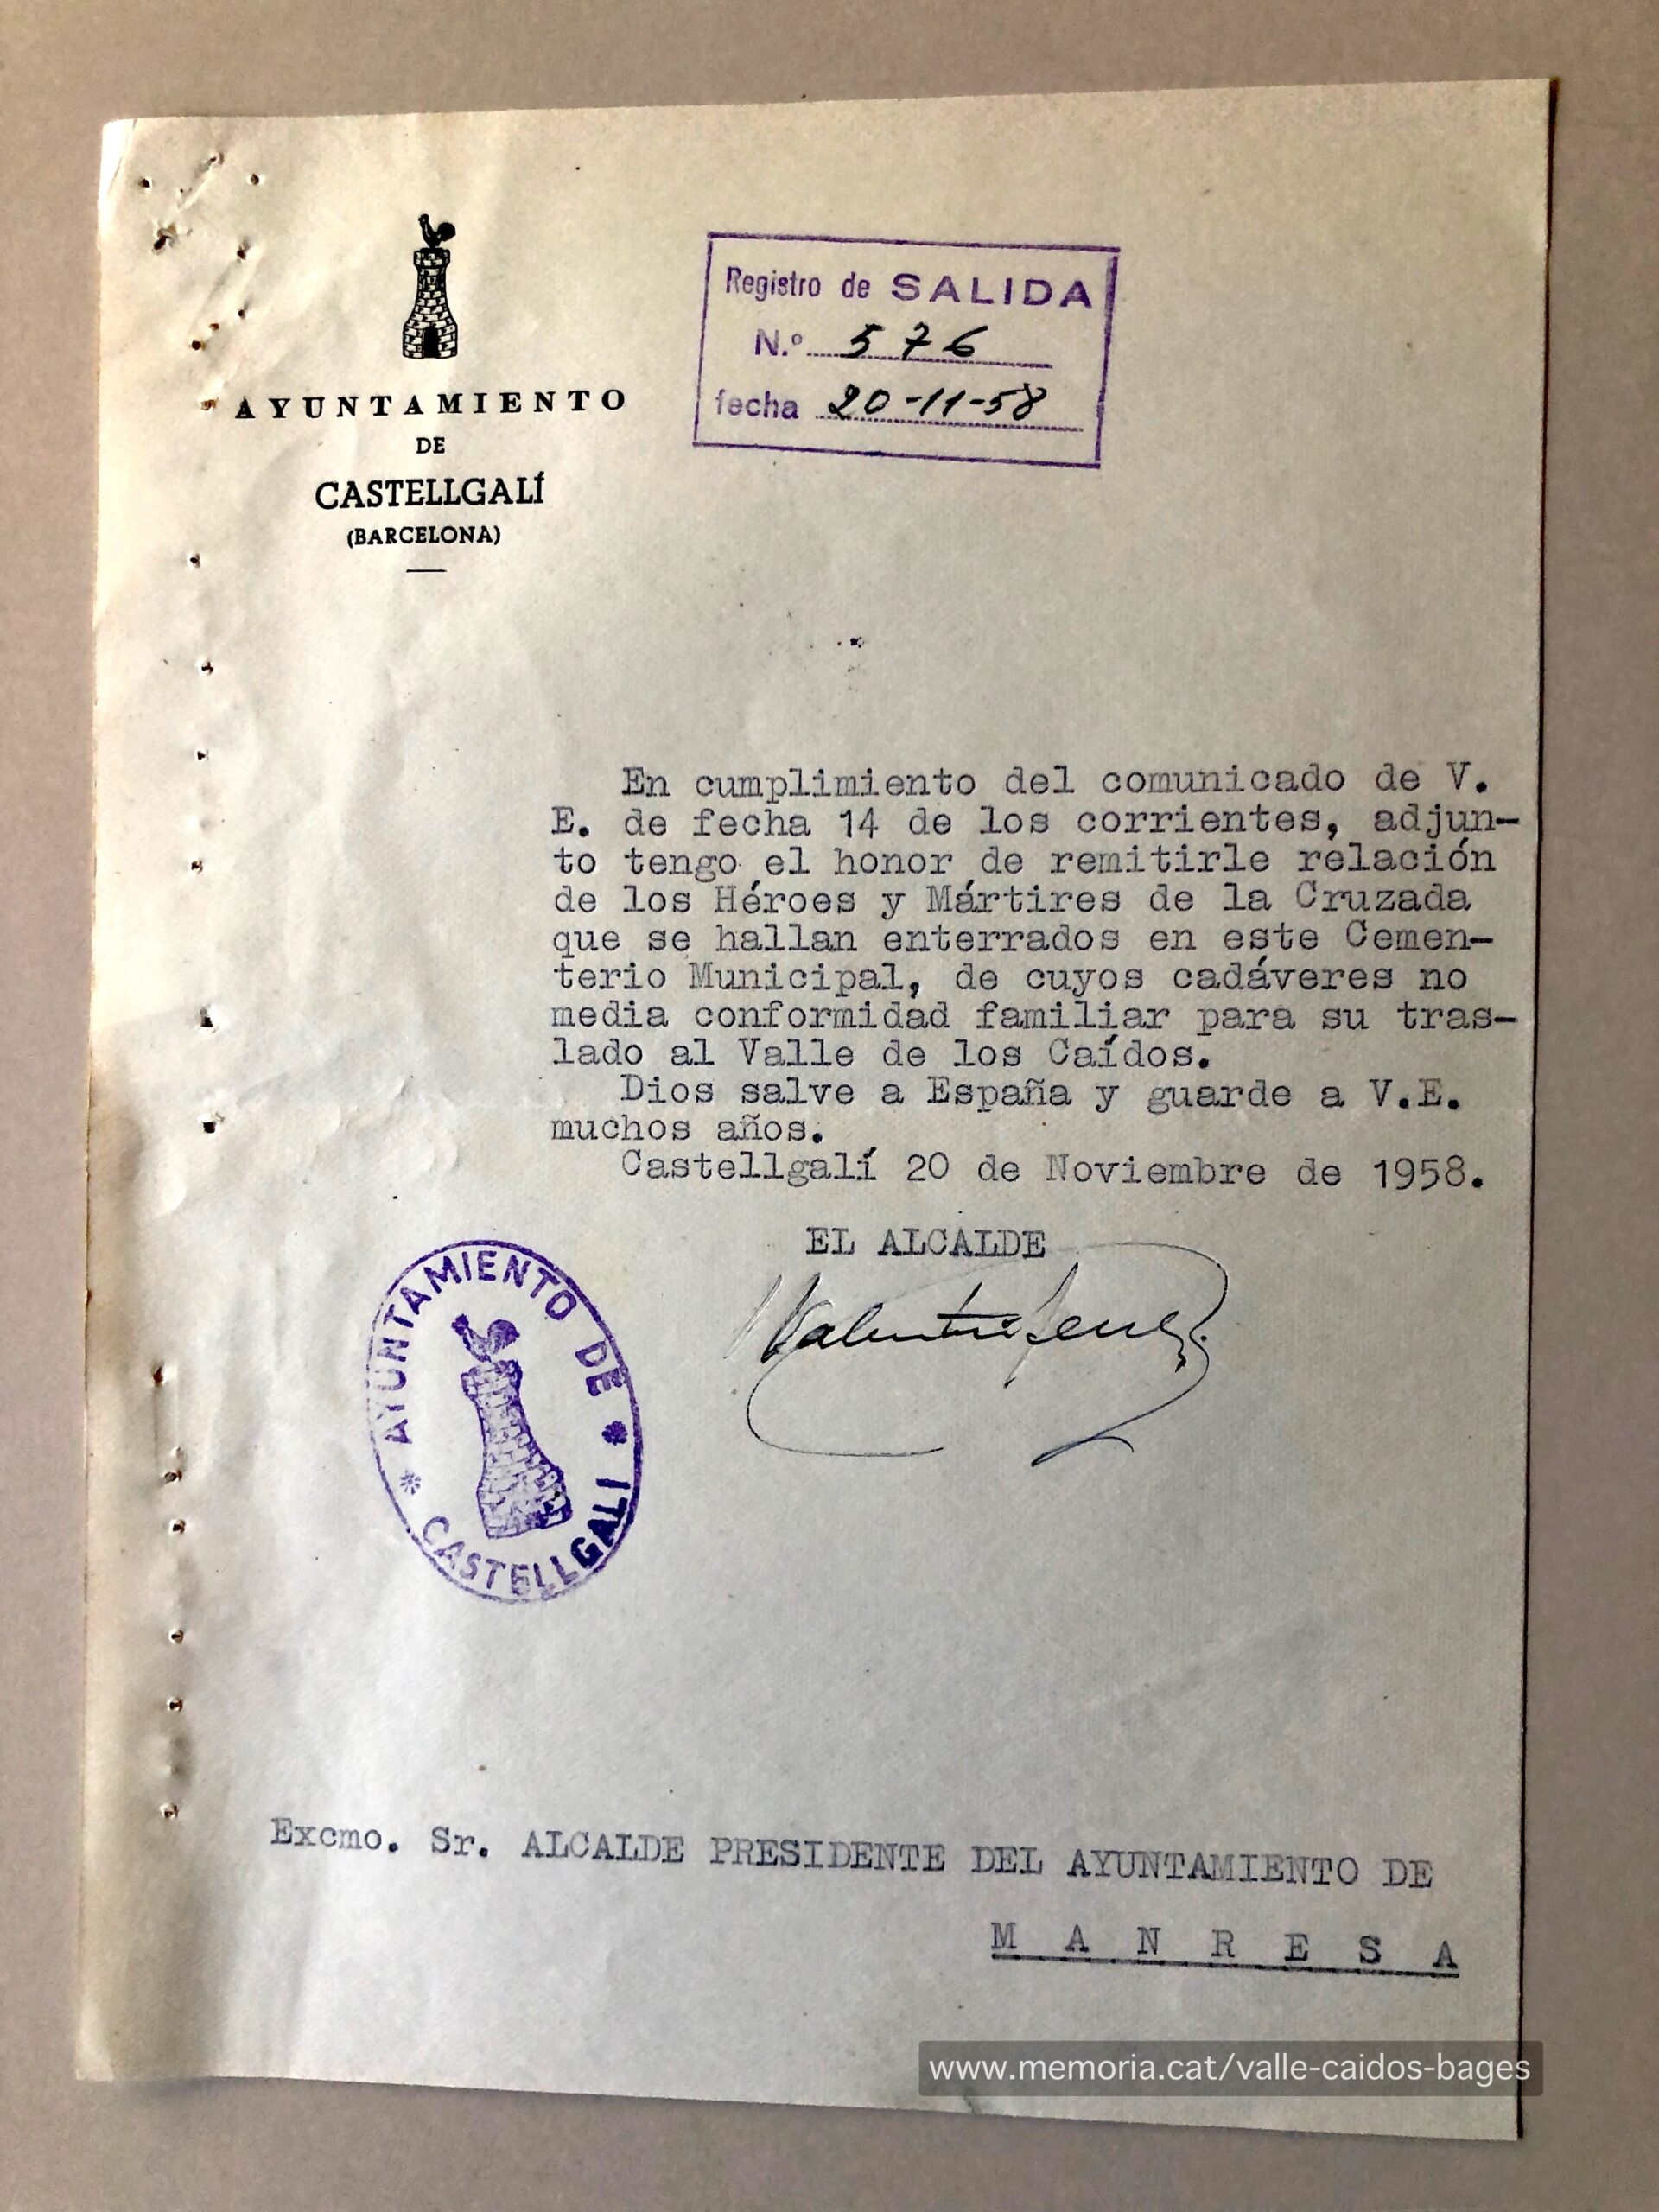 AYUNTAMIENTO
DE
CASTELLGALÍ
(BARCELONA)
Registro de SALIDA
N.º 576
fecha 20-11-58
En cumplimiento del comunicado de V.
E. de fecha 14 de los corrientes, adjun-
to tengo el honor de remitirle relación
de los Héroes y Mártires de la Cruzada
que se hallan enterrados en este Cemen-
terio Municipal, de cuyos cadáveres no
media conformidad familiar para su tras-
lado al Valle de los Caídos.
Dios salve a España y guarde a V.E.
muchos años.
Castellgalí 20 de Noviembre de 1958.
EL ALCALDE
AYUNTAMIENTO DE
CASTELLGALI
Excmo. Sr. ALCALDE PRESIDENTE DEL AYUNTAMIENTO DE
M A N R E S A
www.memoria.cat/valle-caidos-bages